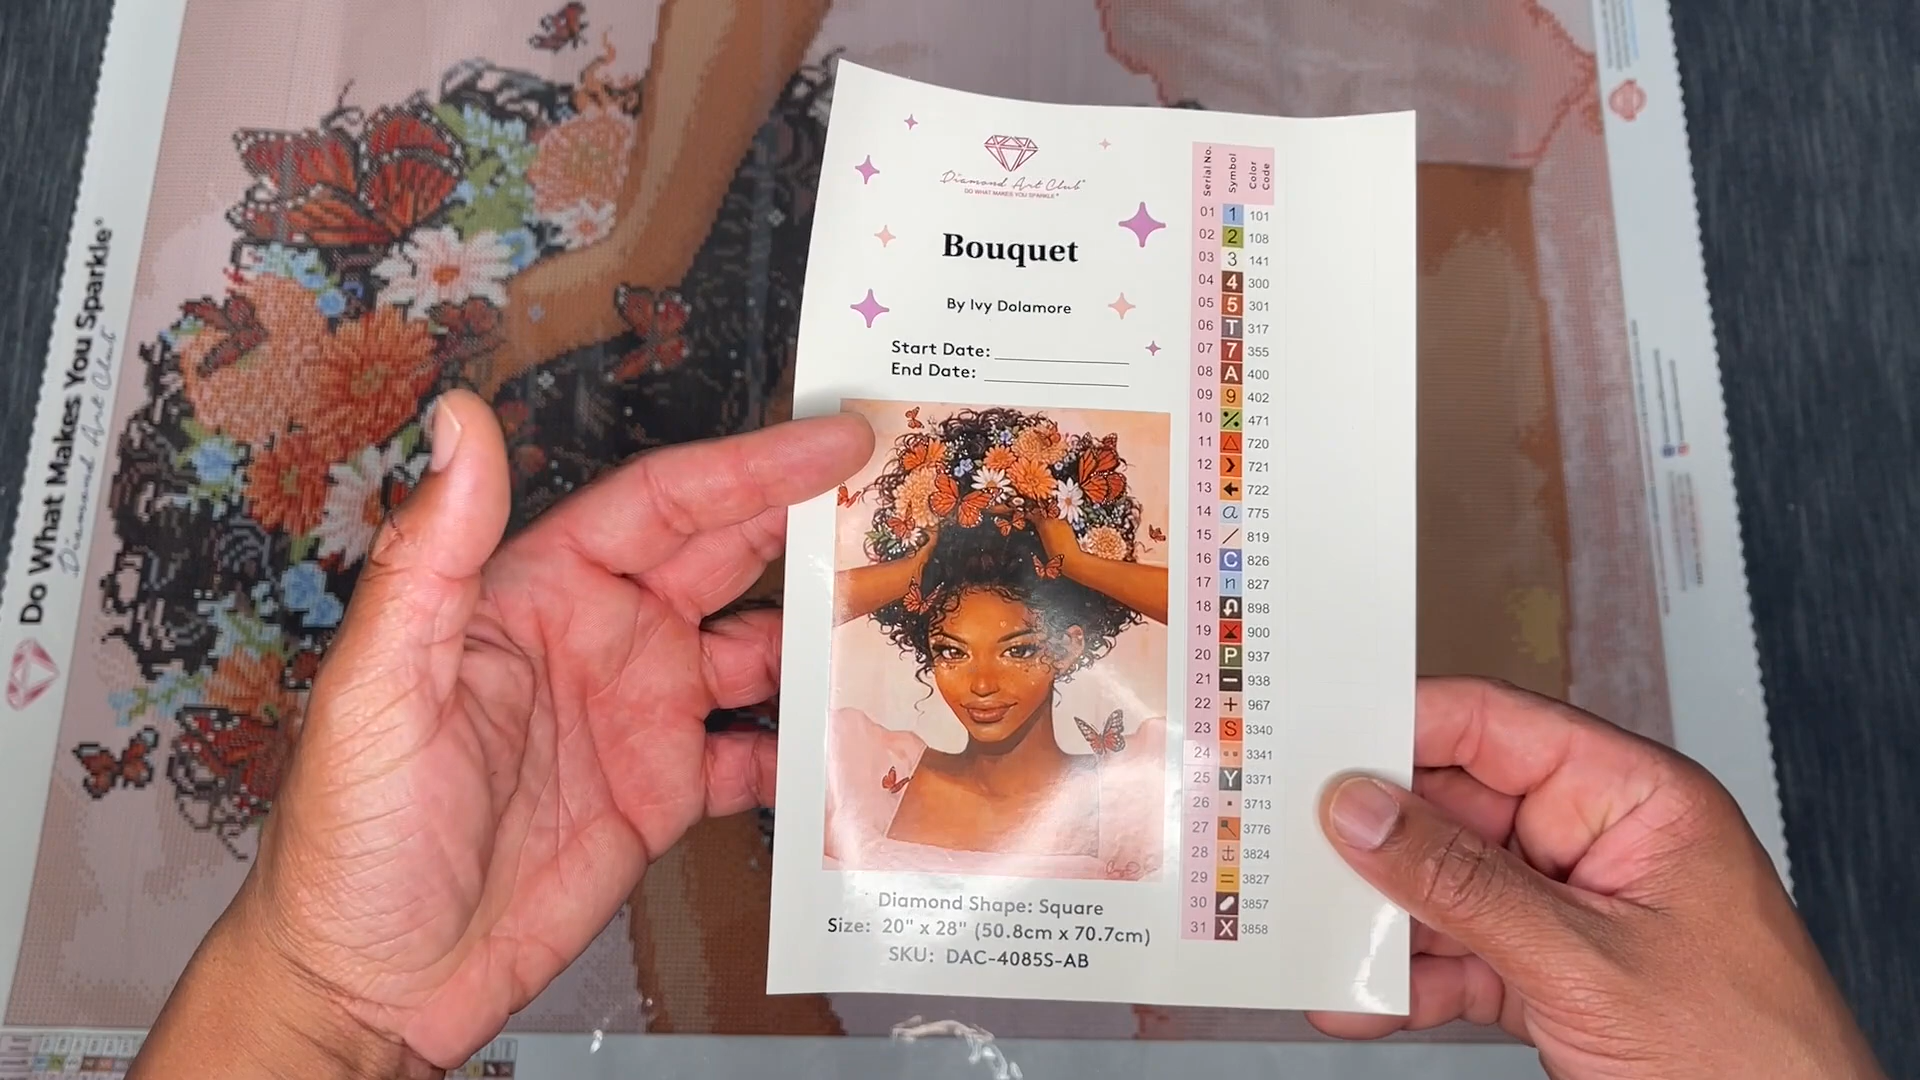 Do What Makes You Sparkle®
Diamond Art Club
Diamond Art Club®
DO WHAT MAKES YOU SPARKLE®
Bouquet
By Ivy Dolamore
Start Date:
End Date:
Diamond Shape: Square
Size: 20" x 28" (50.8cm x 70.7cm)
SKU: DAC-4085S-AB
Serial No. Symbol Color Code
01 1 101
02 2 108
03 3 141
04 4 300
05 5 301
06 T 317
07 7 355
08 A 400
09 9 402
10 471
11 720
12 721
13 722
14 a 775
15 / 819
16 C 826
17 n 827
18 898
19 900
20 P 937
21 – 938
22 + 967
23 S 3340
24 3341
25 Y 3371
26 3713
27 3776
28 3824
29 = 3827
30 3857
31 X 3858